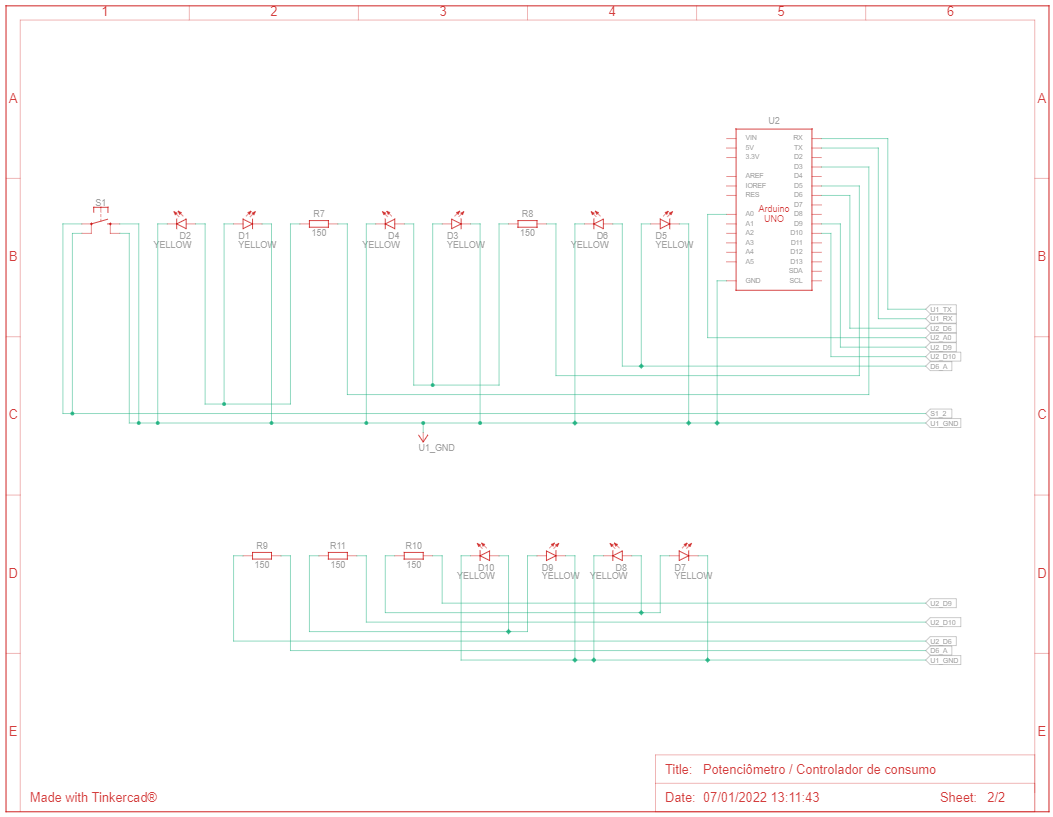 1 2 3 4 5 6
A A
U2
VIN RX
5V TX
3.3V D2
D3
AREF D4
IOREF D5
RES D6
D7
A0 D8
Arduino
UNO
A1 D9
A2 D10
A3 D11
A4 D12
A5 D13
SDA
GND SCL
S1
R7 R8
150 150
D2 D1 D4 D3 D6 D5
YELLOW YELLOW YELLOW YELLOW YELLOW YELLOW
B B
U1_TX
U1_RX
U2_D6
U2_A0
U2_D9
U2_D10
D6_A
C C
S1_2
U1_GND
U1_GND
R9 R11 R10
150 150 150
D10 D9 D8 D7
YELLOW YELLOW YELLOW YELLOW
D D
U2_D9
U2_D10
U2_D6
D6_A
U1_GND
E E
Title: Potenciômetro / Controlador de consumo
Made with Tinkercad®
Date: 07/01/2022 13:11:43 Sheet: 2/2